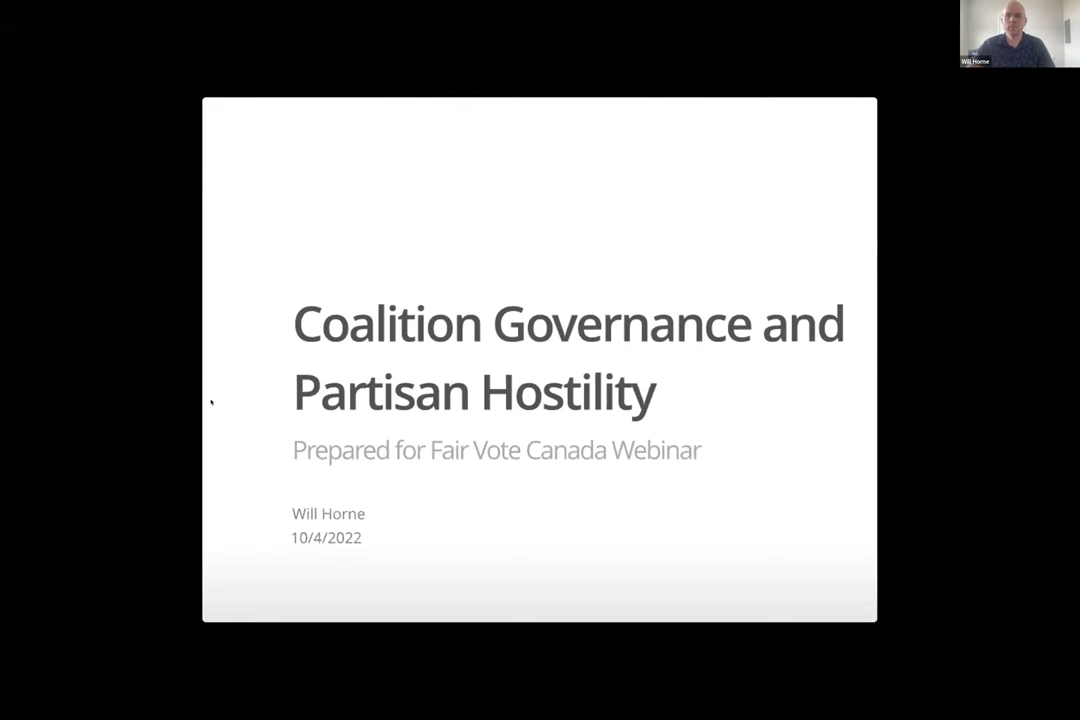 Will Horne
Coalition Governance and
Partisan Hostility
Prepared for Fair Vote Canada Webinar
Will Horne
10/4/2022